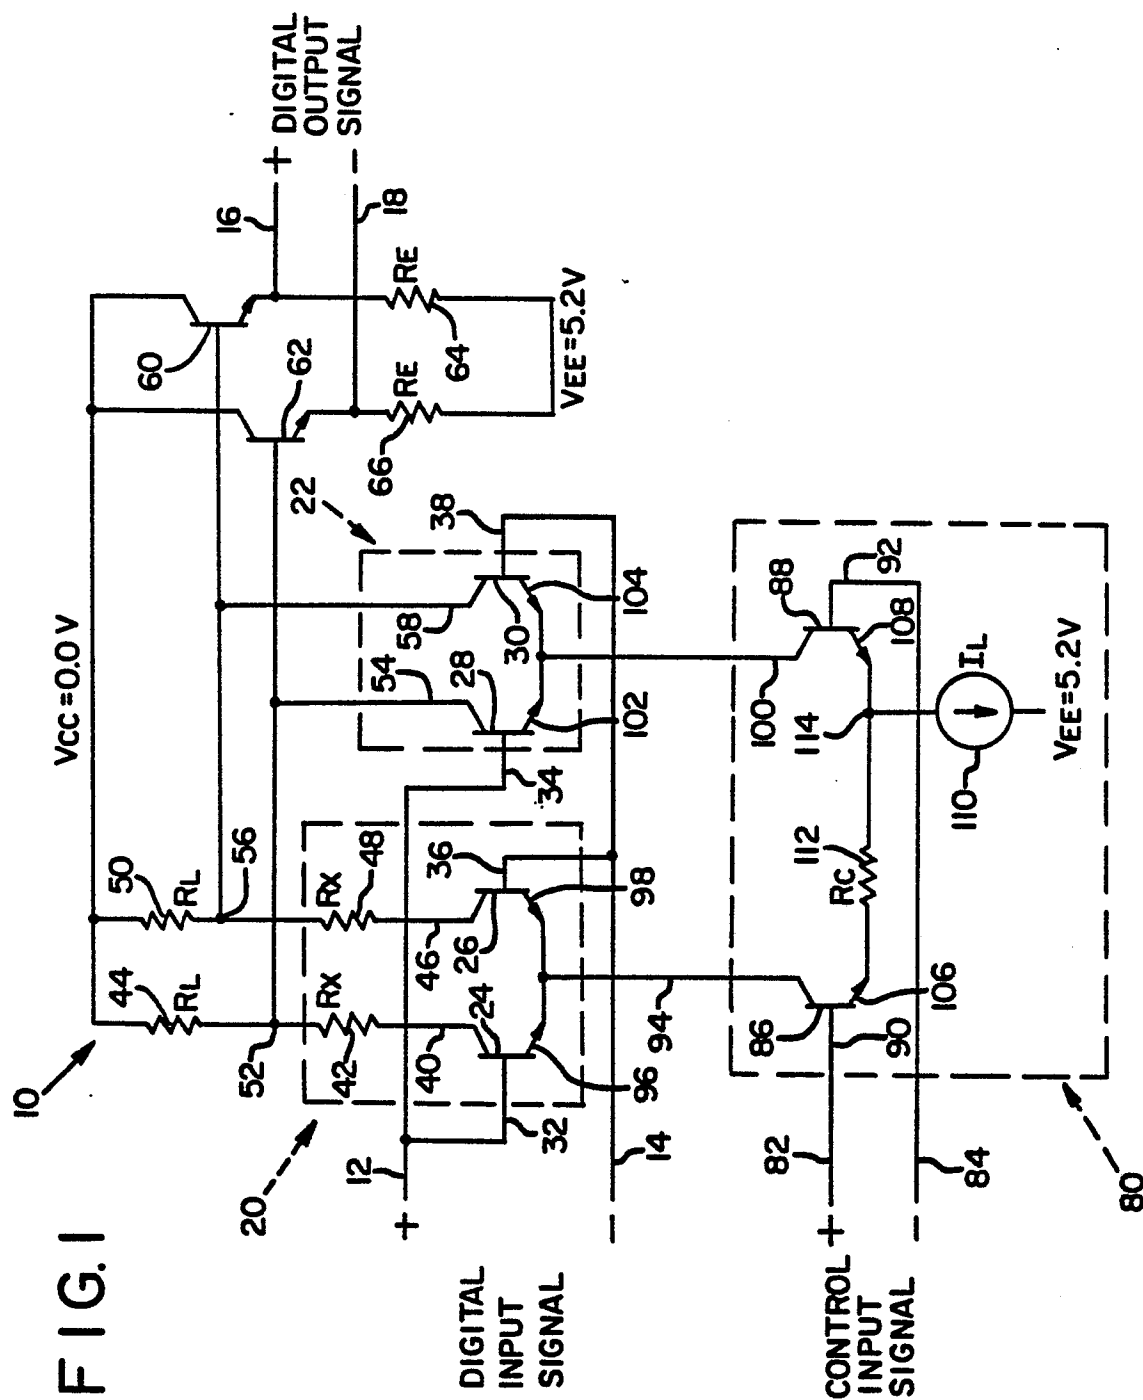 FIG.1
10
VCC=0.0 V
44
RL
50
RL
52
56
60
62
16
+ DIGITAL
OUTPUT
SIGNAL
-
18
RE
64
RE
66
VEE=5.2V
20
22
RX
42
RX
48
54
58
12
+
40
24
46
26
36
34
28
30
38
32
96
98
102
104
DIGITAL
INPUT
SIGNAL
-
14
94
100
82
CONTROL +
INPUT
SIGNAL -
84
86
90
106
RC
112
114
88
92
108
110
IL
VEE=5.2V
80